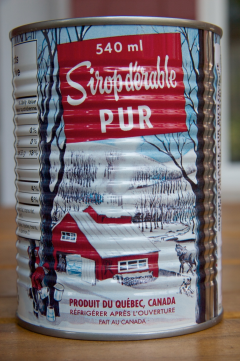 540 ml
Sirop d'érable
PUR
PRODUIT DU QUÉBEC, CANADA
RÉFRIGÉRER APRÈS L'OUVERTURE
FAIT AU CANADA